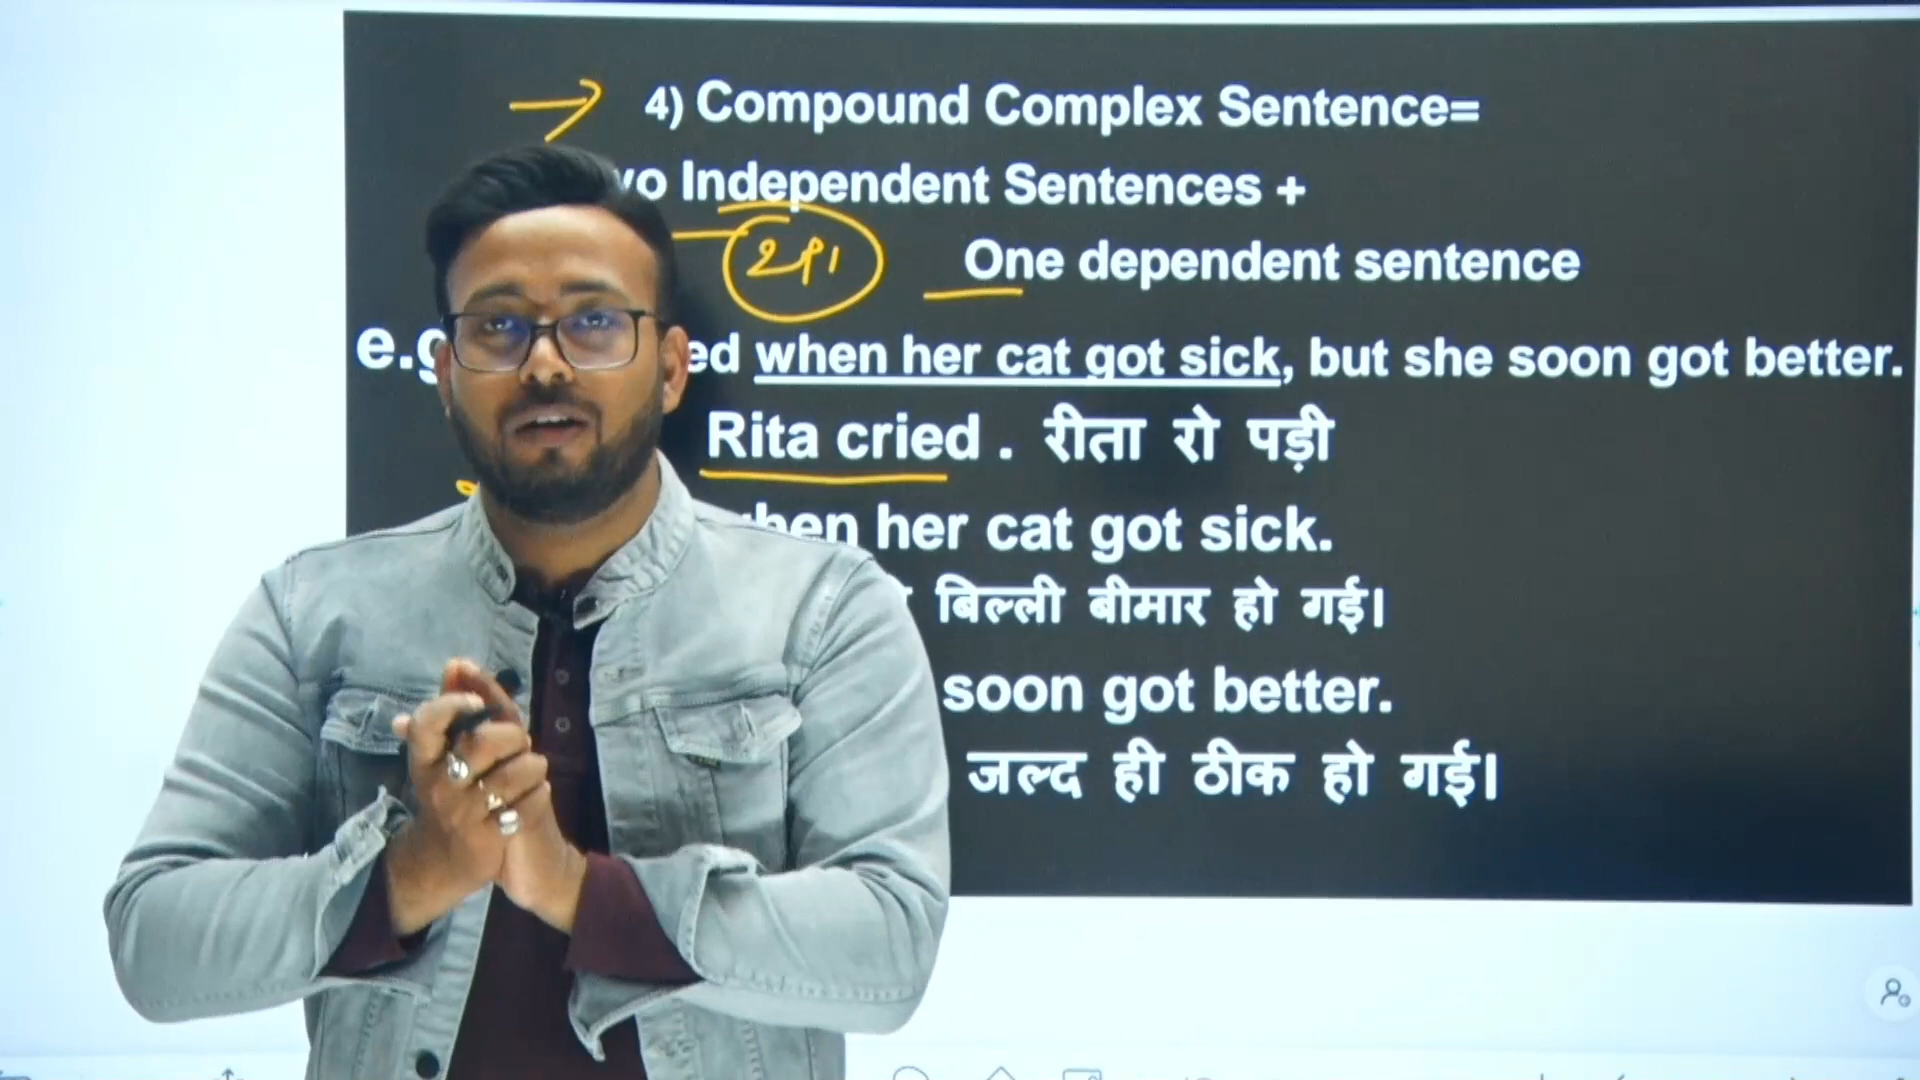 4) Compound Complex Sentence=
Independent Sentences +
One dependent sentence
when her cat got sick, but she soon got better.
Rita cried . रीता रो पड़ी
her cat got sick.
बिल्ली बीमार हो गई।
soon got better.
जल्द ही ठीक हो गई।